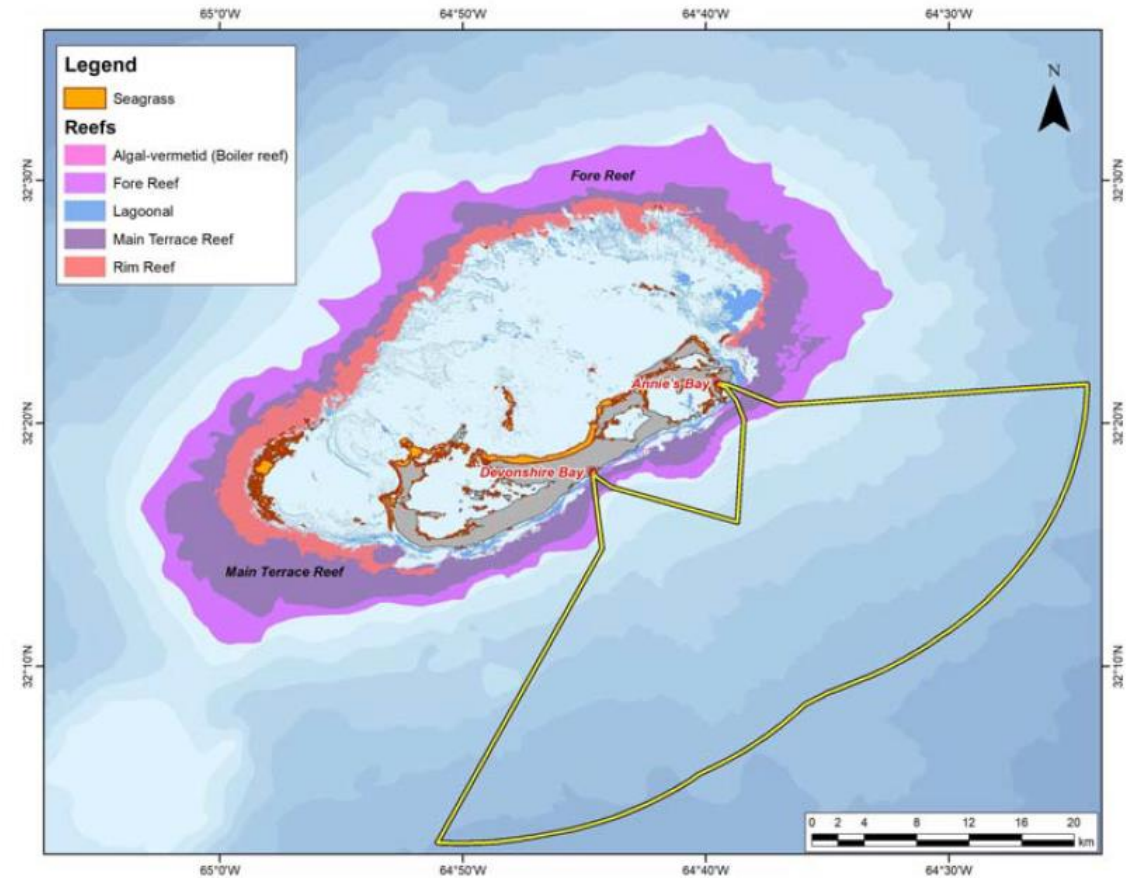 65°0'W 64°50'W 64°40'W 64°30'W
Legend
Seagrass
Reefs
Algal-vermetid (Boiler reef)
Fore Reef
Lagoonal
Main Terrace Reef
Rim Reef
N
32°30'N 32°30'N
Fore Reef
Annie's Bay
32°20'N 32°20'N
Devonshire Bay
Main Terrace Reef
32°10'N 32°10'N
0 2 4 8 12 16 20
km
65°0'W 64°50'W 64°40'W 64°30'W